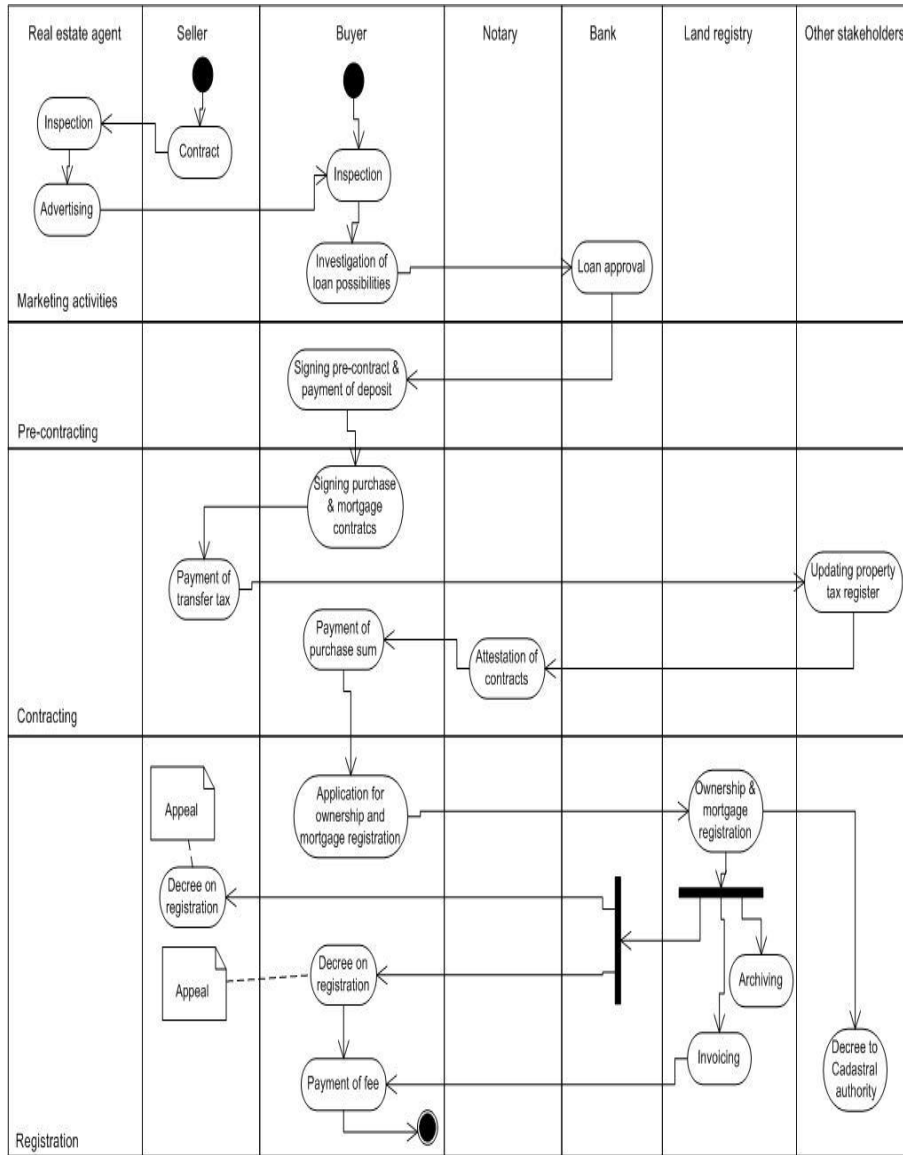 Real estate agent
Seller
Buyer
Notary
Bank
Land registry
Other stakeholders
Inspection
Contract
Inspection
Advertising
Investigation of
loan possibilities
Loan approval
Marketing activities
Signing pre-contract &
payment of deposit
Pre-contracting
Signing purchase
& mortgage
contratcs
Payment of
transfer tax
Updating property
tax register
Payment of
purchase sum
Attestation of
contracts
Contracting
Appeal
Application for
ownership and
mortgage registration
Ownership &
mortgage
registration
Decree on
registration
Appeal
Decree on
registration
Archiving
Invoicing
Decree to
Cadastral
authority
Payment of fee
Registration